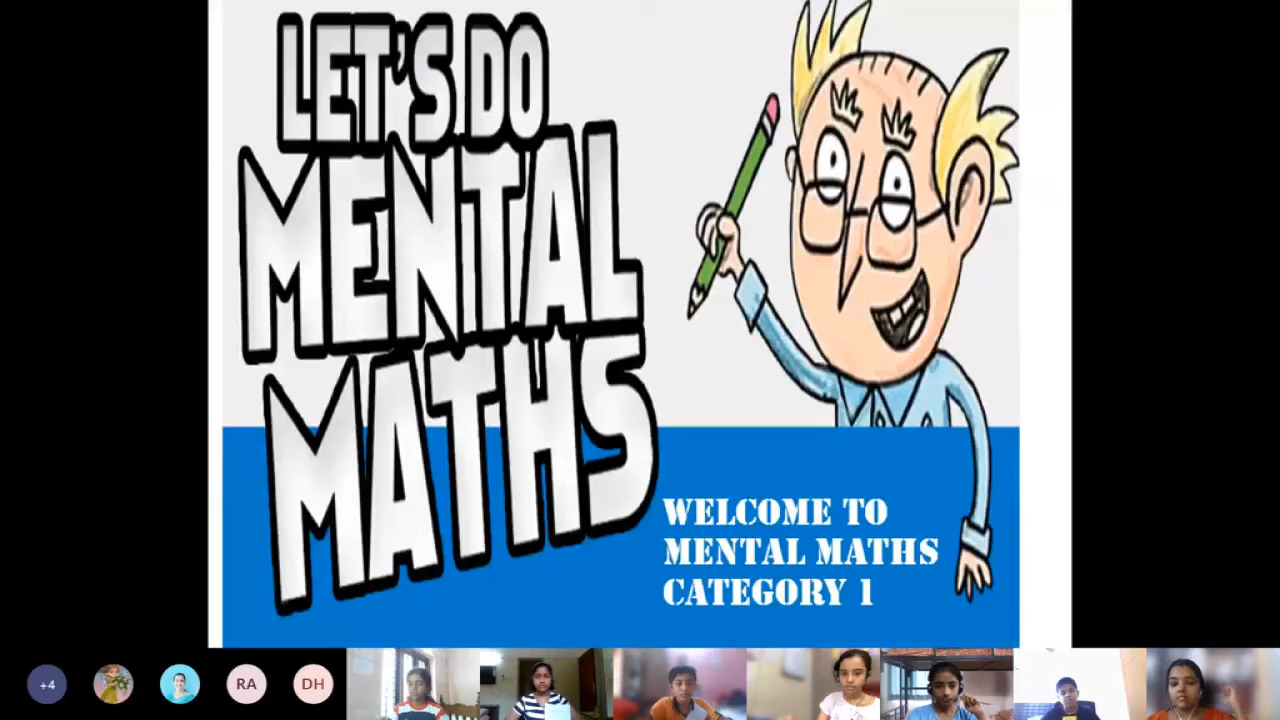 LET'S DO
MENTAL
MATHS
WELCOME TO
MENTAL MATHS
CATEGORY 1
+4
RA
DH